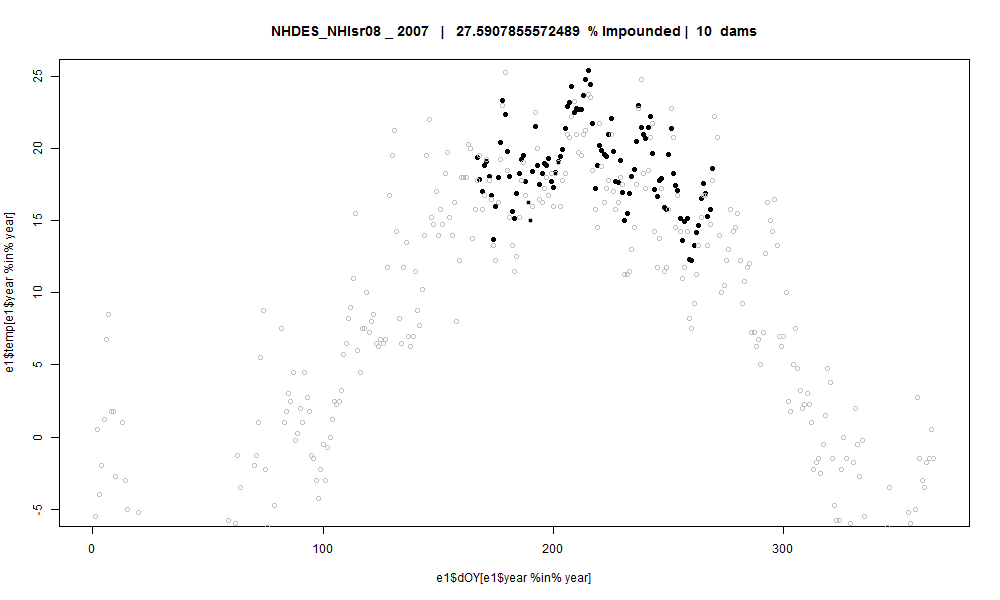 NHDES_NHIsr08 _ 2007 | 27.5907855572489 % Impounded | 10 dams
25
20
15
10
5
0
-5
e1$temp[e1$year %in% year]
0 100 200 300
e1$dOY[e1$year %in% year]